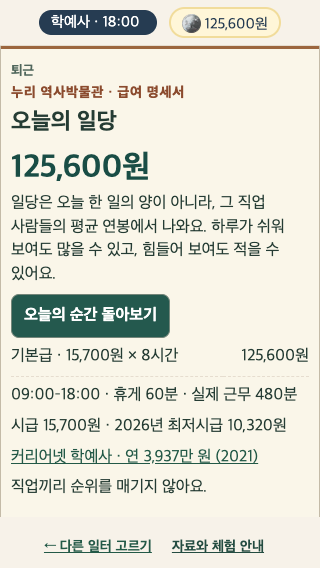 학예사 · 18:00
125,600원
퇴근
누리 역사박물관 · 급여 명세서
오늘의 일당
125,600원
일당은 오늘 한 일의 양이 아니라, 그 직업
사람들의 평균 연봉에서 나와요. 하루가 쉬워
보여도 많을 수 있고, 힘들어 보여도 적을 수
있어요.
오늘의 순간 돌아보기
기본급 · 15,700원 × 8시간 125,600원
09:00-18:00 · 휴게 60분 · 실제 근무 480분
시급 15,700원 · 2026년 최저시급 10,320원
커리어넷 학예사 · 연 3,937만 원 (2021)
직업끼리 순위를 매기지 않아요.
← 다른 일터 고르기 자료와 체험 안내